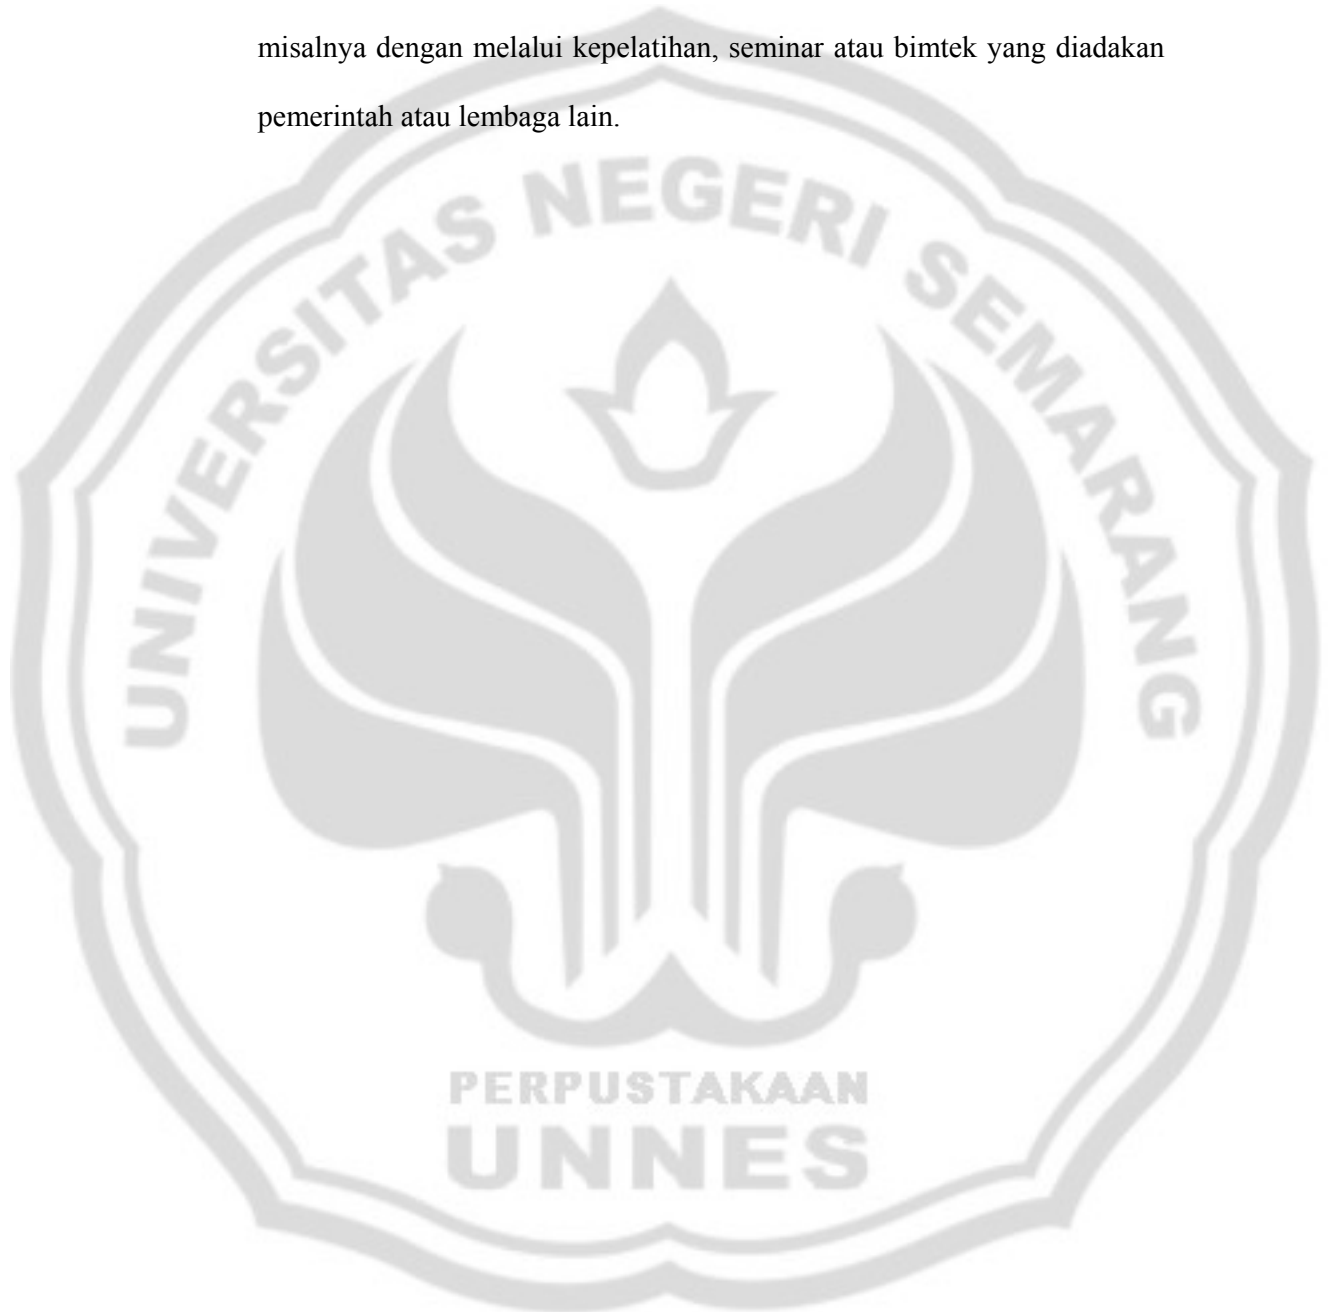 misalnya dengan melalui kepelatihan, seminar atau bimtek yang diadakan
pemerintah atau lembaga lain.
UNIVERSITAS NEGERI SEMARANG
PERPUSTAKAAN
UNNES